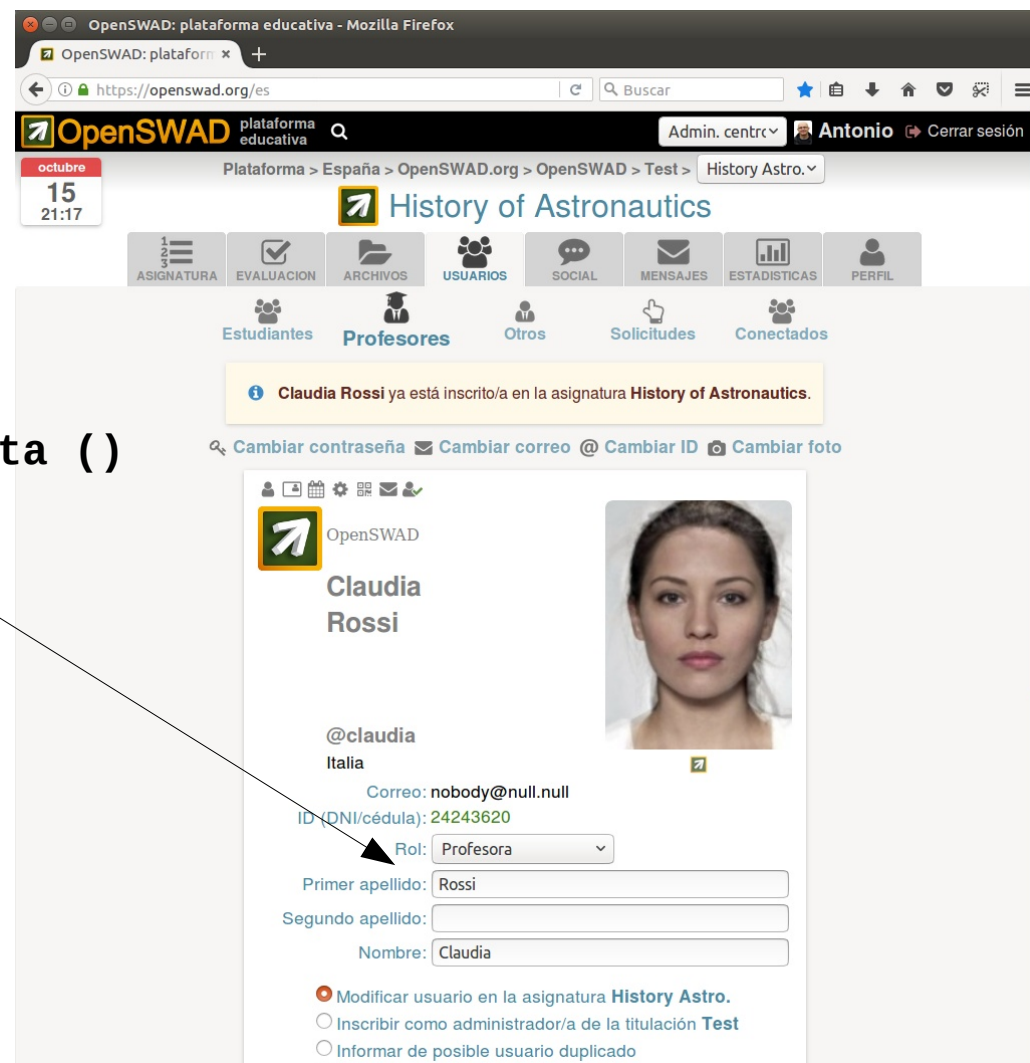 OpenSWAD: plataforma educativa - Mozilla Firefox
OpenSWAD: plataform × +
https://openswad.org/es Buscar
OpenSWAD plataforma educativa Admin. centrc Antonio Cerrar sesión
octubre
15
21:17
Plataforma > España > OpenSWAD.org > OpenSWAD > Test > History Astro.
History of Astronautics
ASIGNATURA EVALUACION ARCHIVOS USUARIOS SOCIAL MENSAJES ESTADISTICAS PERFIL
Estudiantes Profesores Otros Solicitudes Conectados
Claudia Rossi ya está inscrito/a en la asignatura History of Astronautics.
ta ()
Cambiar contraseña Cambiar correo @ Cambiar ID Cambiar foto
OpenSWAD
Claudia
Rossi
@claudia
Italia
Correo: nobody@null.null
ID (DNI/cédula): 24243620
Rol: Profesora
Primer apellido: Rossi
Segundo apellido:
Nombre: Claudia
Modificar usuario en la asignatura History Astro.
Inscribir como administrador/a de la titulación Test
Informar de posible usuario duplicado